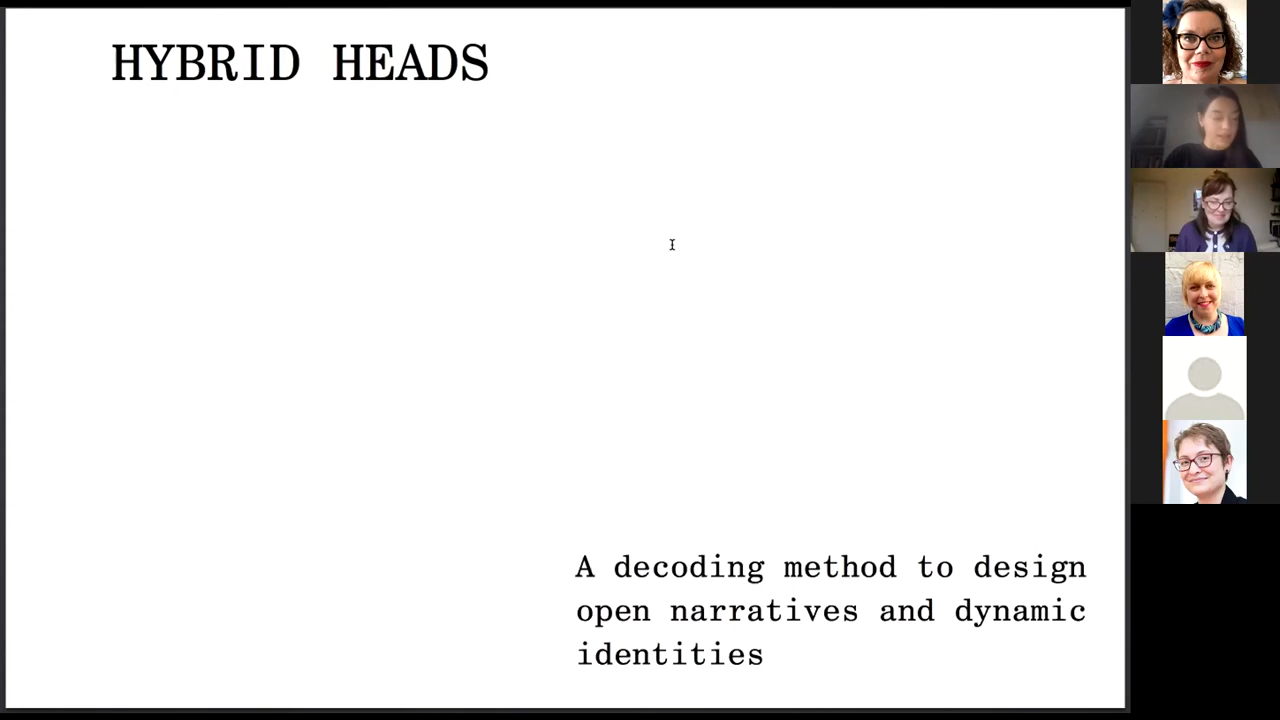 HYBRID HEADS
A decoding method to design
open narratives and dynamic
identities